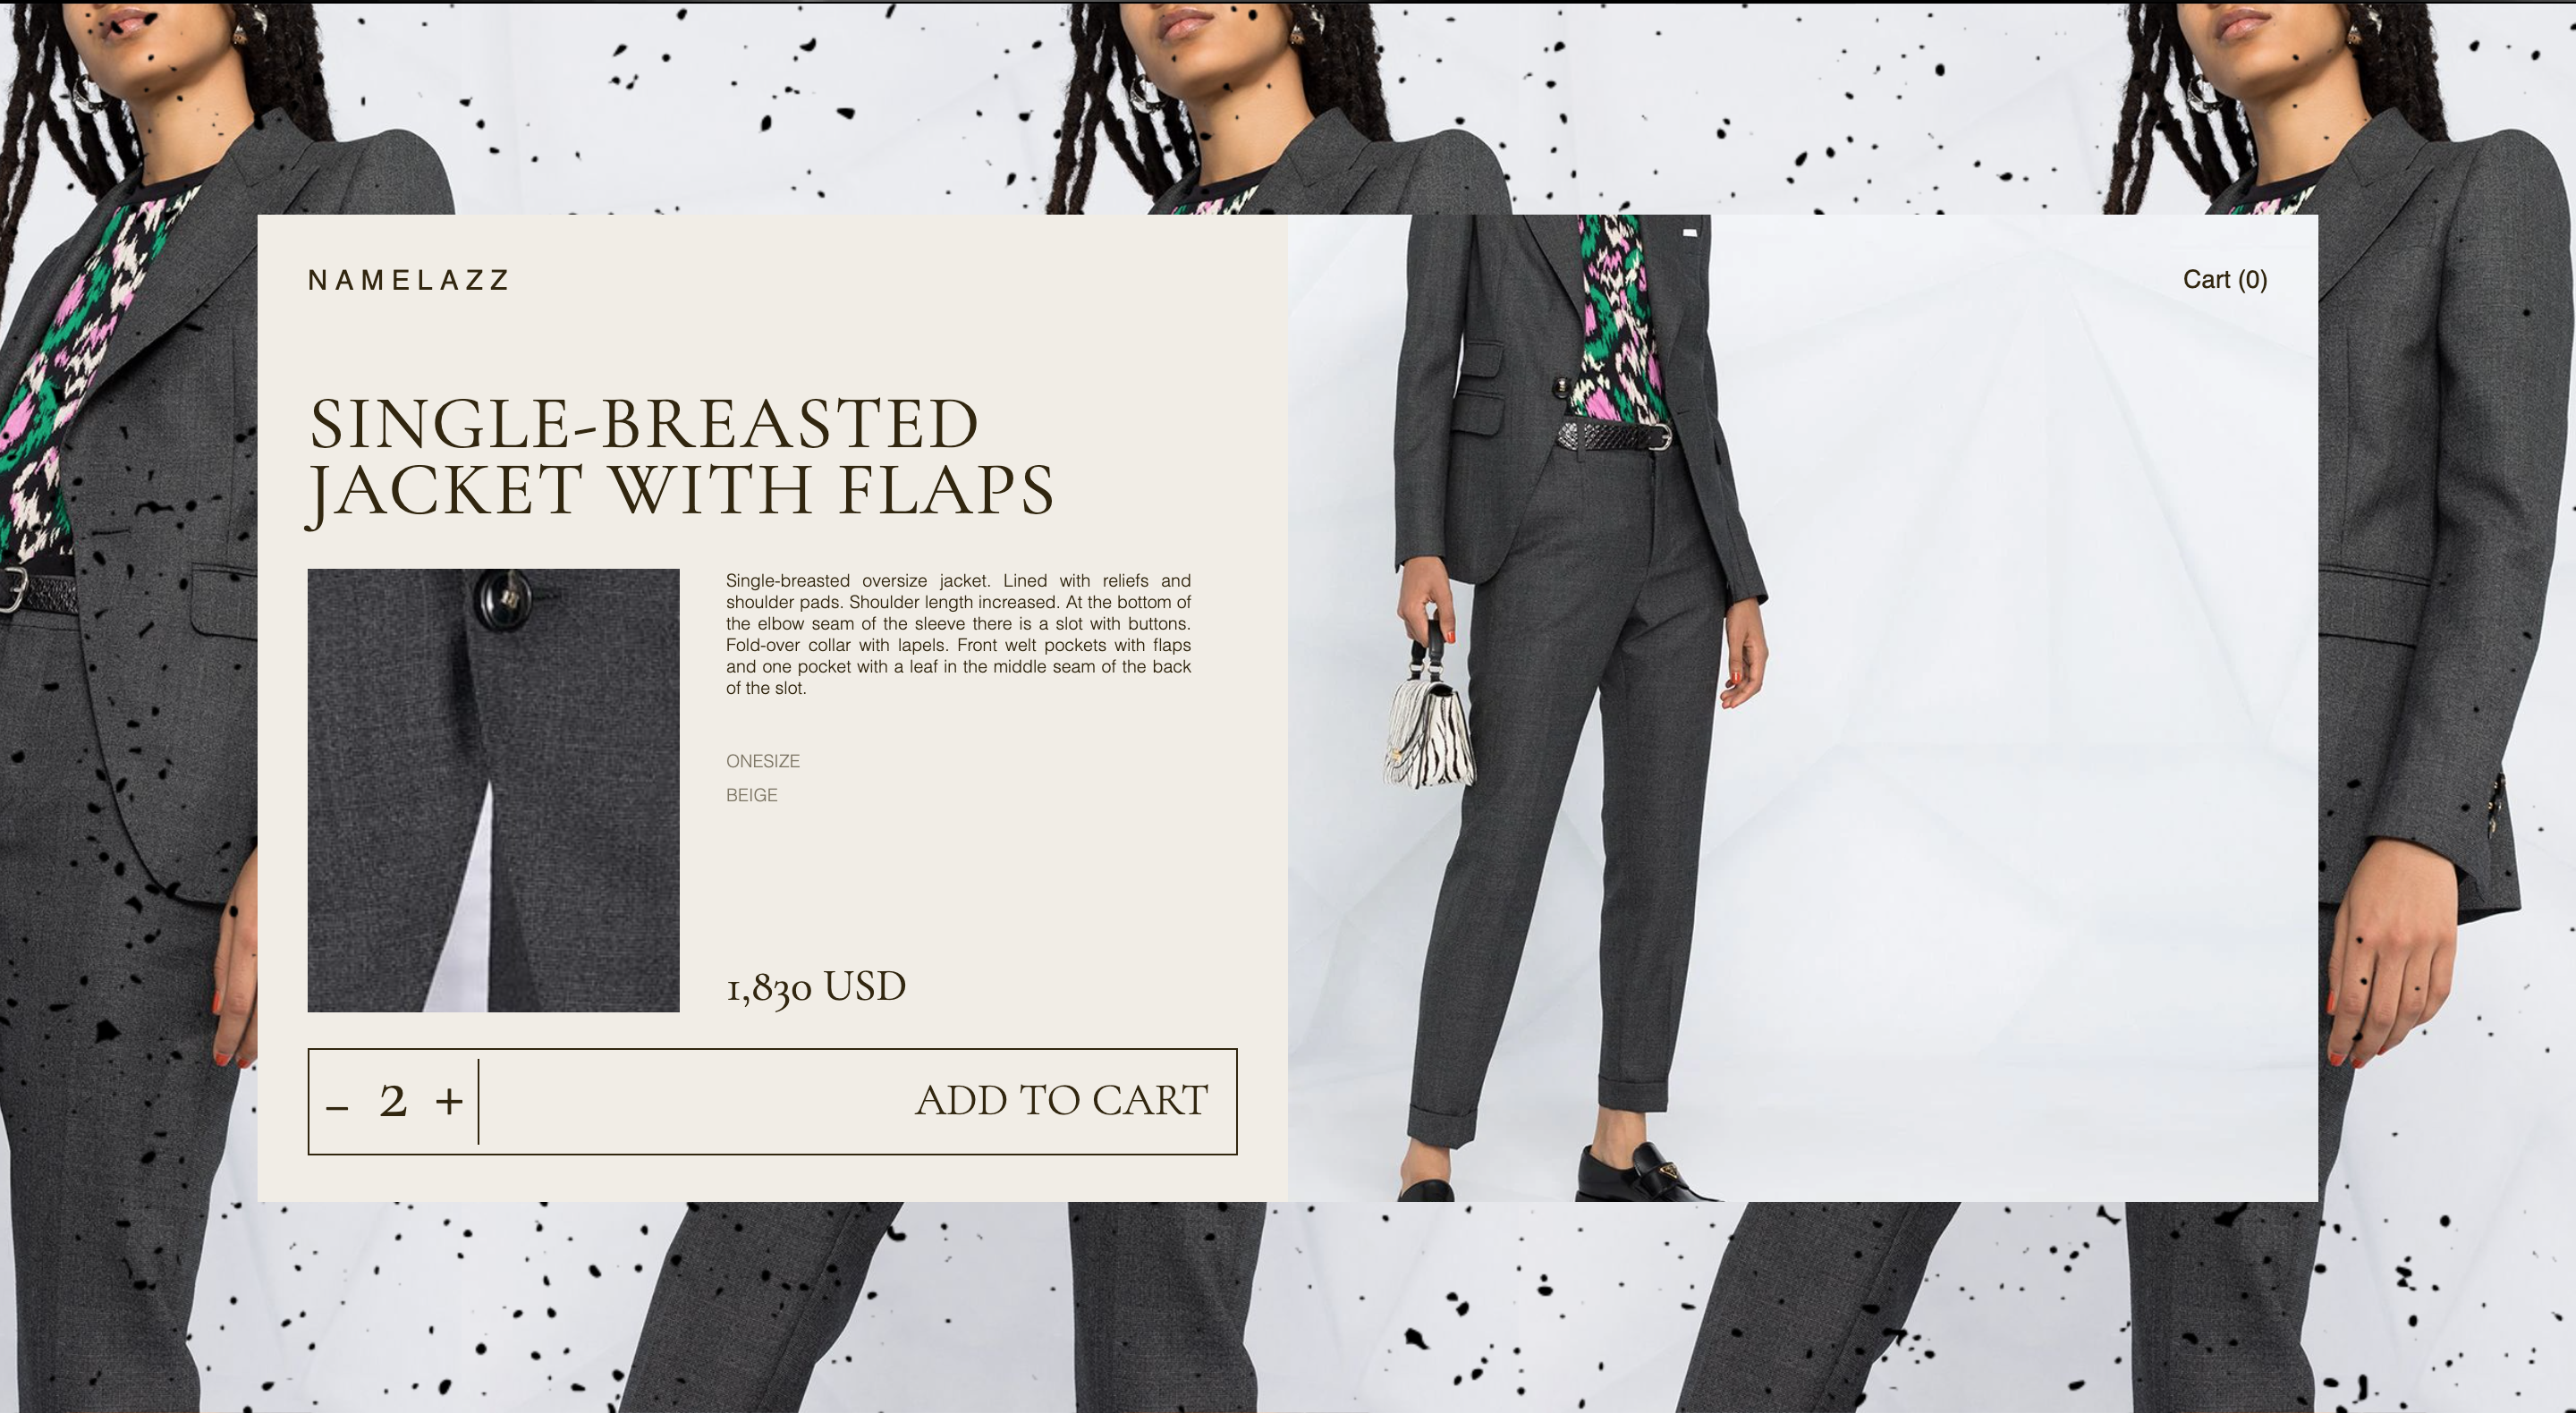 NAMELAZZ
Cart (0)
SINGLE-BREASTED
JACKET WITH FLAPS
Single-breasted oversize jacket. Lined with reliefs and
shoulder pads. Shoulder length increased. At the bottom of
the elbow seam of the sleeve there is a slot with buttons.
Fold-over collar with lapels. Front welt pockets with flaps
and one pocket with a leaf in the middle seam of the back
of the slot.
ONESIZE
BEIGE
1,830 USD
– 2 +
ADD TO CART